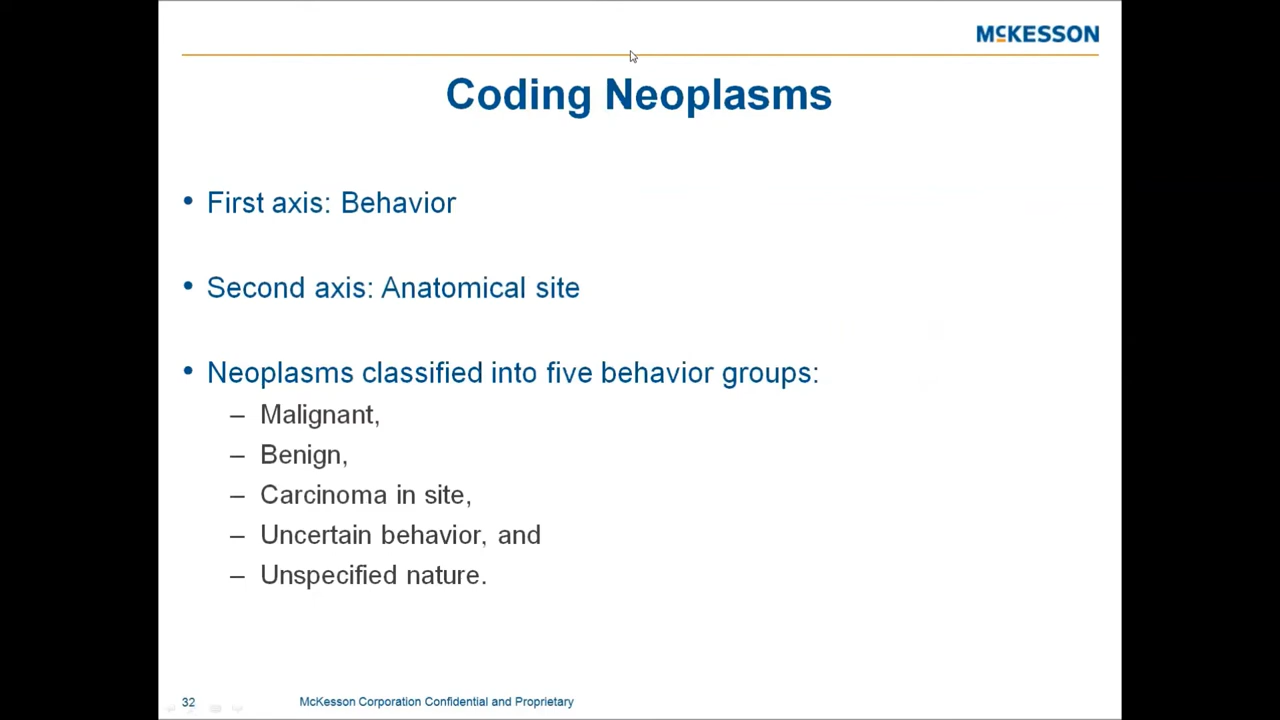 MCKESSON
Coding Neoplasms
• First axis: Behavior
• Second axis: Anatomical site
• Neoplasms classified into five behavior groups:
– Malignant,
– Benign,
– Carcinoma in site,
– Uncertain behavior, and
– Unspecified nature.
32 McKesson Corporation Confidential and Proprietary